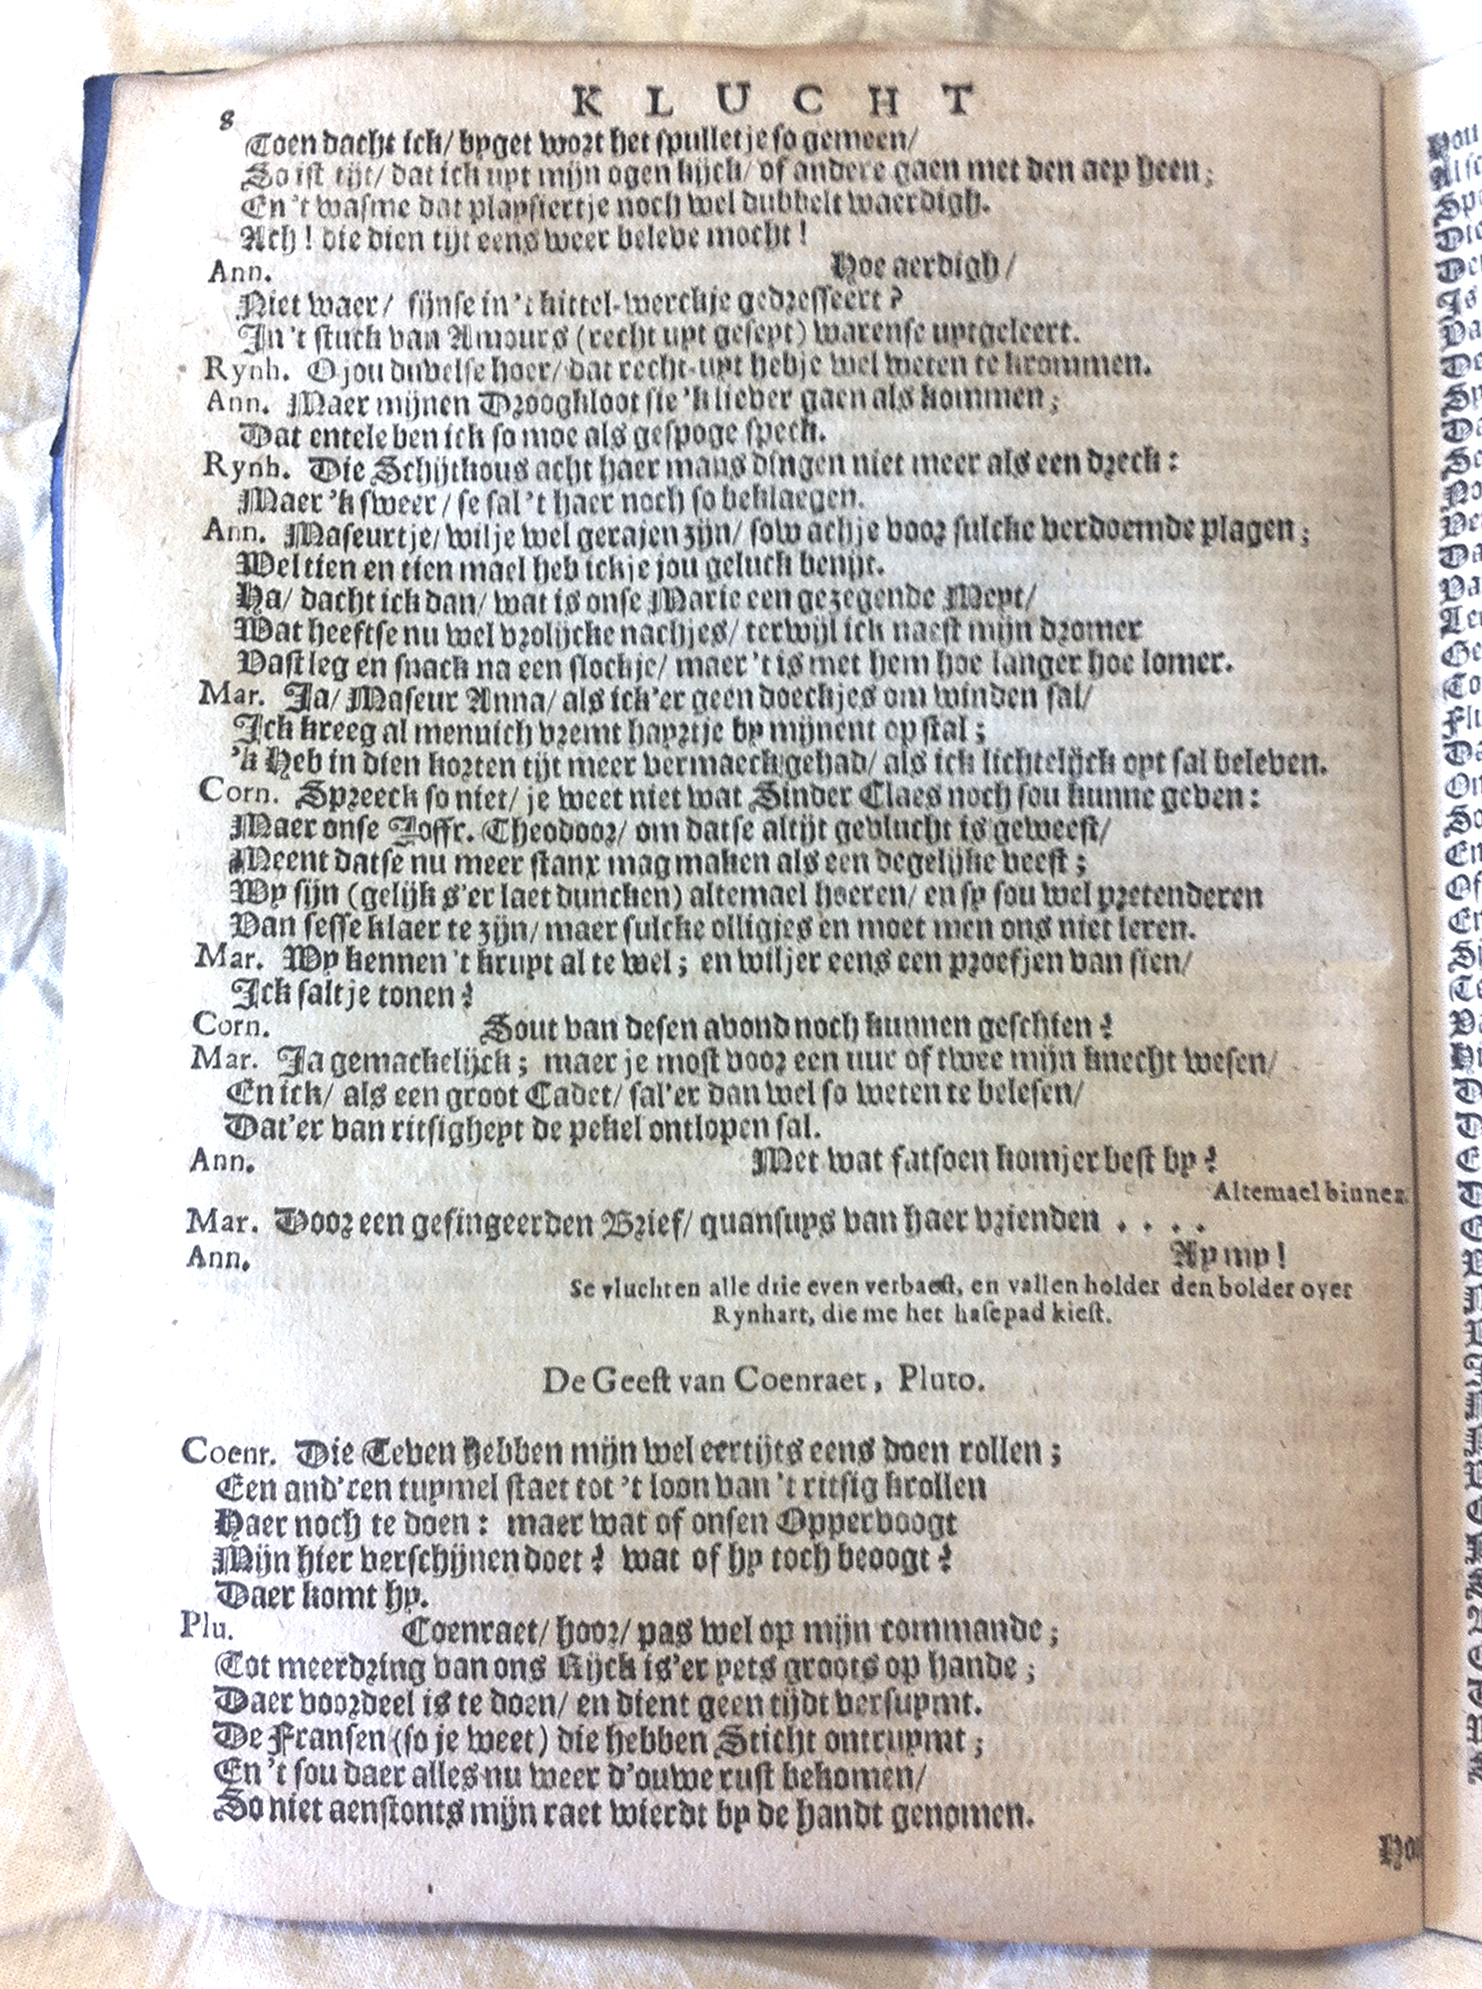 8 KLUCHT
Toen dacht ick/ byget wort het spulletje so gemeen/
So ist tijt/ dat ick uyt mijn ogen kijck/ of andere gaen met den aep heen;
En 't wasme dat playsiertje noch wel dubbelt waerdigh.
Ach! die dien tijt eens weer beleve mocht!
Ann. Hoe aerdigh/
Niet waer/ sijnse in 't kittel-werckje gedresseert?
In 't stuck van Amours (recht uyt geseyt) warense uytgeleert.
Rynh. O jou duvelse hoer/ dat recht-uyt hebje wel weten te krommen.
Ann. Maer mijnen Drooghloot sie 'k liever gaen als kommen;
Dat entele ben ick so moe als gespoge speck.
Rynh. Die Schijthous acht haer mans dingen niet meer als een dreck:
Maer 'k sweer/ se sal 't haer noch so beklaegen.
Ann. Maseurtje/ wilje wel gerajen zijn/ so wachje voor sulcke verdoemde plagen;
Wel tien en tien mael heb ickje jou geluck benijt.
Ha/ dacht ick dan/ wat is onse Marie een gezegende Meyt/
Wat heeftse nu wel vrolijcke nachjes/ terwijl ick naest mijn dromer
Vast leg en snack na een slockje/ maer 't is met hem hoe langer hoe lomer.
Mar. Ja/ Maseur Anna/ als ick'er geen doeckjes om winden sal/
Ick kreeg al mennich vremt hayrtje by mijnent op stal;
'k Heb in dien korten tijt meer vermaeck gehad/ als ick lichtelijck oyt sal beleven.
Corn. Spreeck so niet/ je weet niet wat Sinder Claes noch sou kunne geven:
Maer onse Joffr. Theodoor/ om datse altijt gevlucht is geweest/
Meent datse nu meer stanx mag maken als een degelijke beest;
Wy sijn (gelijk s'er laet duncken) altemael hoeren/ en sy sou wel pretenderen
Van sesse klaer te zijn/ maer sulcke olligjes en moet men ons niet leren.
Mar. Wy kennen 't kruyt al te wel; en wiljer eens een proefjen van sien/
Ick salt je tonen?
Corn. Sout van desen avond noch kunnen geschien?
Mar. Ja gemackelijck; maer je most voor een uur of twee mijn knecht wesen/
En ick/ als een groot Cadet/ sal'er dan wel so weten te belesen/
Dat'er van ritsigheyt de pekel ontlopen sal.
Ann. Met wat fatsoen komjer best by?
Altemael binnen.
Mar. Door een gefingeerden Brief/ quansuys van haer vrienden . . . .
Ann. Ay my!
Se vluchten alle drie even verbaest, en vallen holder den bolder over
Rynhart, die me het hasepad kiest.
De Geest van Coenraet, Pluto.
Coenr. Die Teven hebben mijn wel eertijts eens doen rollen;
Een and'ren tuymel staet tot 't loon van 't ritsig krollen
Haer noch te doen: maer wat of onsen Oppervoogt
Mijn hier verschijnen doet? wat of hy toch beoogt?
Daer komt hy.
Plu. Coenraet/ hoor/ pas wel op mijn commande;
Tot meerdring van ons Rijck is'er yets groots op hande;
Daer voordeel is te doen/ en dient geen tijdt versuymt.
De Fransen (so je weet) die hebben Sticht ontruymt;
En 't sou daer alles nu weer d'ouwe rust bekomen/
So niet aenstonts mijn raet wierdt by de handt genomen.